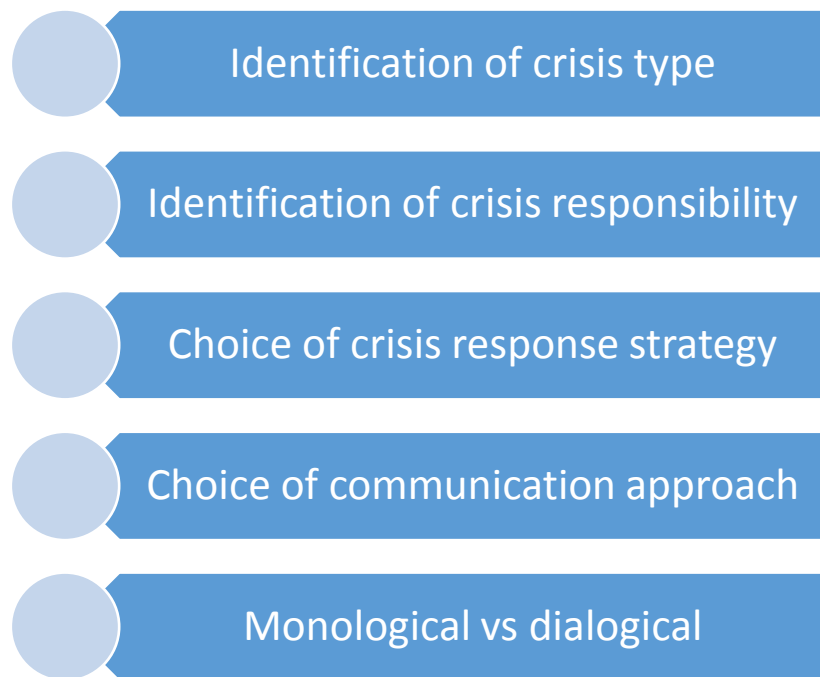 Identification of crisis type
Identification of crisis responsibility
Choice of crisis response strategy
Choice of communication approach
Monological vs dialogical